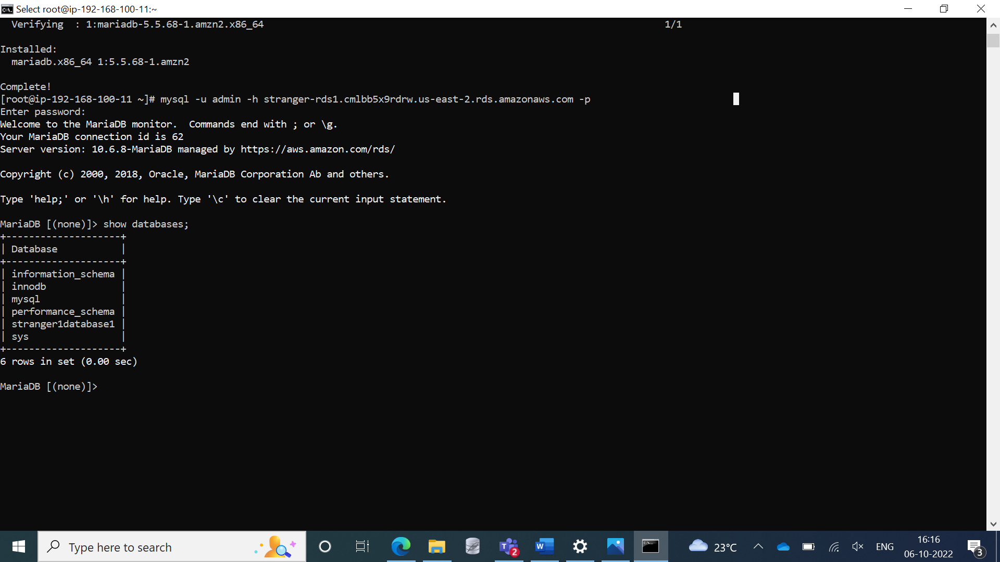 Select root@ip-192-168-100-11:~
  Verifying  : 1:mariadb-5.5.68-1.amzn2.x86_64                                                                      1/1
Installed:
  mariadb.x86_64 1:5.5.68-1.amzn2
Complete!
[root@ip-192-168-100-11 ~]# mysql -u admin -h stranger-rds1.cmlbb5x9rdrw.us-east-2.rds.amazonaws.com -p
Enter password:
Welcome to the MariaDB monitor.  Commands end with ; or \g.
Your MariaDB connection id is 62
Server version: 10.6.8-MariaDB managed by https://aws.amazon.com/rds/
Copyright (c) 2000, 2018, Oracle, MariaDB Corporation Ab and others.
Type 'help;' or '\h' for help. Type '\c' to clear the current input statement.
MariaDB [(none)]> show databases;
+--------------------+
| Database           |
+--------------------+
| information_schema |
| innodb             |
| mysql              |
| performance_schema |
| stranger1database1 |
| sys                |
+--------------------+
6 rows in set (0.00 sec)
MariaDB [(none)]>
Type here to search
2
W
23°C
ENG
16:16
06-10-2022
3